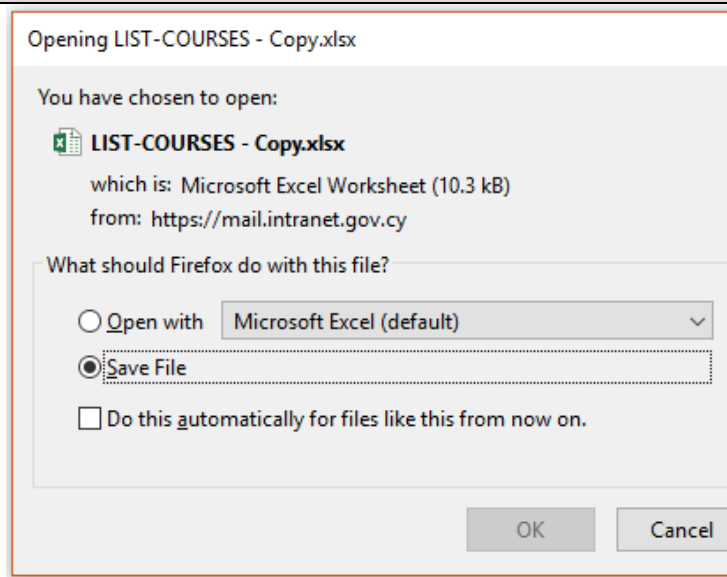 Opening LIST-COURSES - Copy.xlsx
You have chosen to open:
LIST-COURSES - Copy.xlsx
which is: Microsoft Excel Worksheet (10.3 kB)
from: https://mail.intranet.gov.cy
What should Firefox do with this file?
Open with Microsoft Excel (default)
Save File
Do this automatically for files like this from now on.
OK Cancel